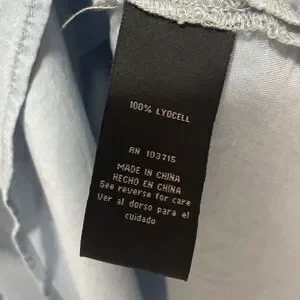 100% LYOCELL
RN 103715
MADE IN CHINA
HECHO EN CHINA
See reverse for care
Ver al dorso para el
cuidado